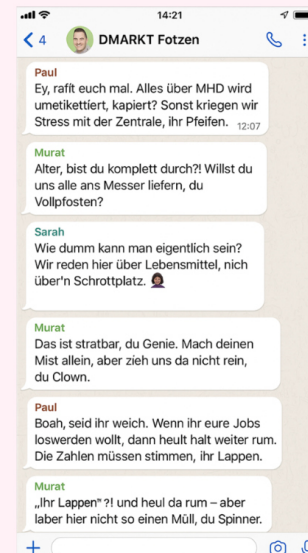 14:21
4 DMARKT Fotzen
Paul
Ey, rafft euch mal. Alles über MHD wird
umetikettiert, kapiert? Sonst kriegen wir
Stress mit der Zentrale, ihr Pfeifen. 12:07
Murat
Alter, bist du komplett durch?! Willst du
uns alle ans Messer liefern, du
Vollpfosten?
Sarah
Wie dumm kann man eigentlich sein?
Wir reden hier über Lebensmittel, nich
über'n Schrottplatz. 🤦🏿‍♀️
Murat
Das ist stratbar, du Genie. Mach deinen
Mist allein, aber zieh uns da nicht rein,
du Clown.
Paul
Boah, seid ihr weich. Wenn ihr eure Jobs
loswerden wollt, dann heult halt weiter rum.
Die Zahlen müssen stimmen, ihr Lappen.
Murat
„Ihr Lappen"?! und heul da rum – aber
laber hier nicht so einen Müll, du Spinner.